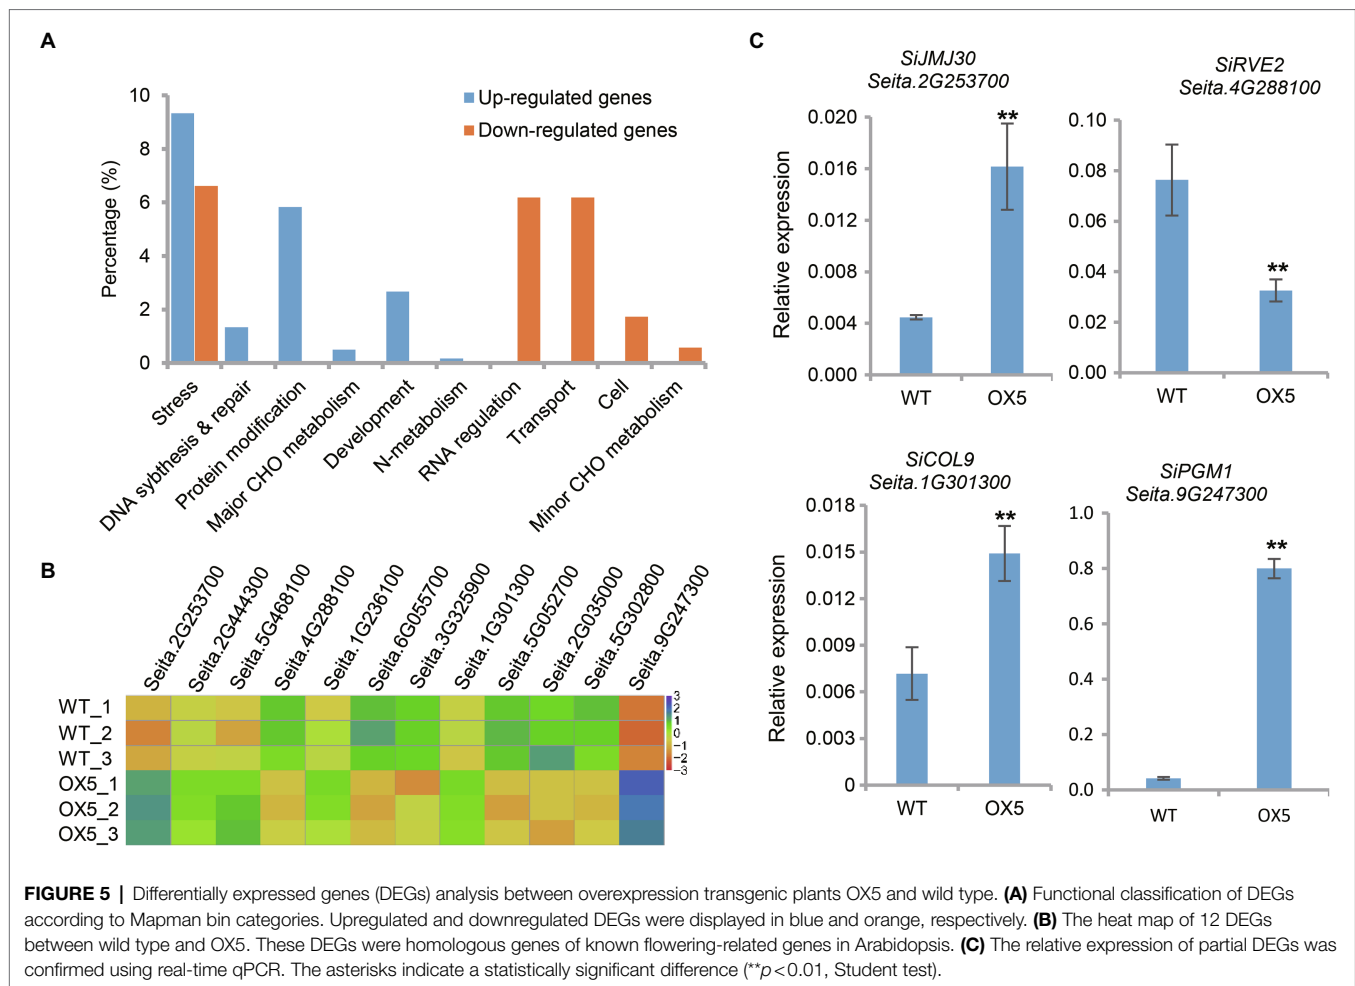 A
Up-regulated genes
Down-regulated genes
Percentage (%)
10
8
6
4
2
0
Stress
DNA sybthesis & repair
Protein modification
Major CHO metabolism
Development
N-metabolism
RNA regulation
Transport
Cell
Minor CHO metabolism
B
Seita.2G253700
Seita.2G444300
Seita.5G468100
Seita.4G288100
Seita.1G236100
Seita.6G055700
Seita.3G325900
Seita.1G301300
Seita.5G052700
Seita.2G035000
Seita.5G302800
Seita.9G247300
WT_1
WT_2
WT_3
OX5_1
OX5_2
OX5_3
3
2
1
0
−1
−2
−3
C
SiJMJ30
Seita.2G253700
Relative expression
0.020
0.016
0.012
0.008
0.004
0.000
**
WT OX5
SiRVE2
Seita.4G288100
0.10
0.08
0.06
0.04
0.02
0.00
**
WT OX5
SiCOL9
Seita.1G301300
Relative expression
0.018
0.015
0.012
0.009
0.006
0.003
0
**
WT OX5
SiPGM1
Seita.9G247300
1.0
0.8
0.6
0.4
0.2
0.0
**
WT OX5
FIGURE 5 | Differentially expressed genes (DEGs) analysis between overexpression transgenic plants OX5 and wild type. (A) Functional classification of DEGs
according to Mapman bin categories. Upregulated and downregulated DEGs were displayed in blue and orange, respectively. (B) The heat map of 12 DEGs
between wild type and OX5. These DEGs were homologous genes of known flowering-related genes in Arabidopsis. (C) The relative expression of partial DEGs was
confirmed using real-time qPCR. The asterisks indicate a statistically significant difference (**p<0.01, Student test).